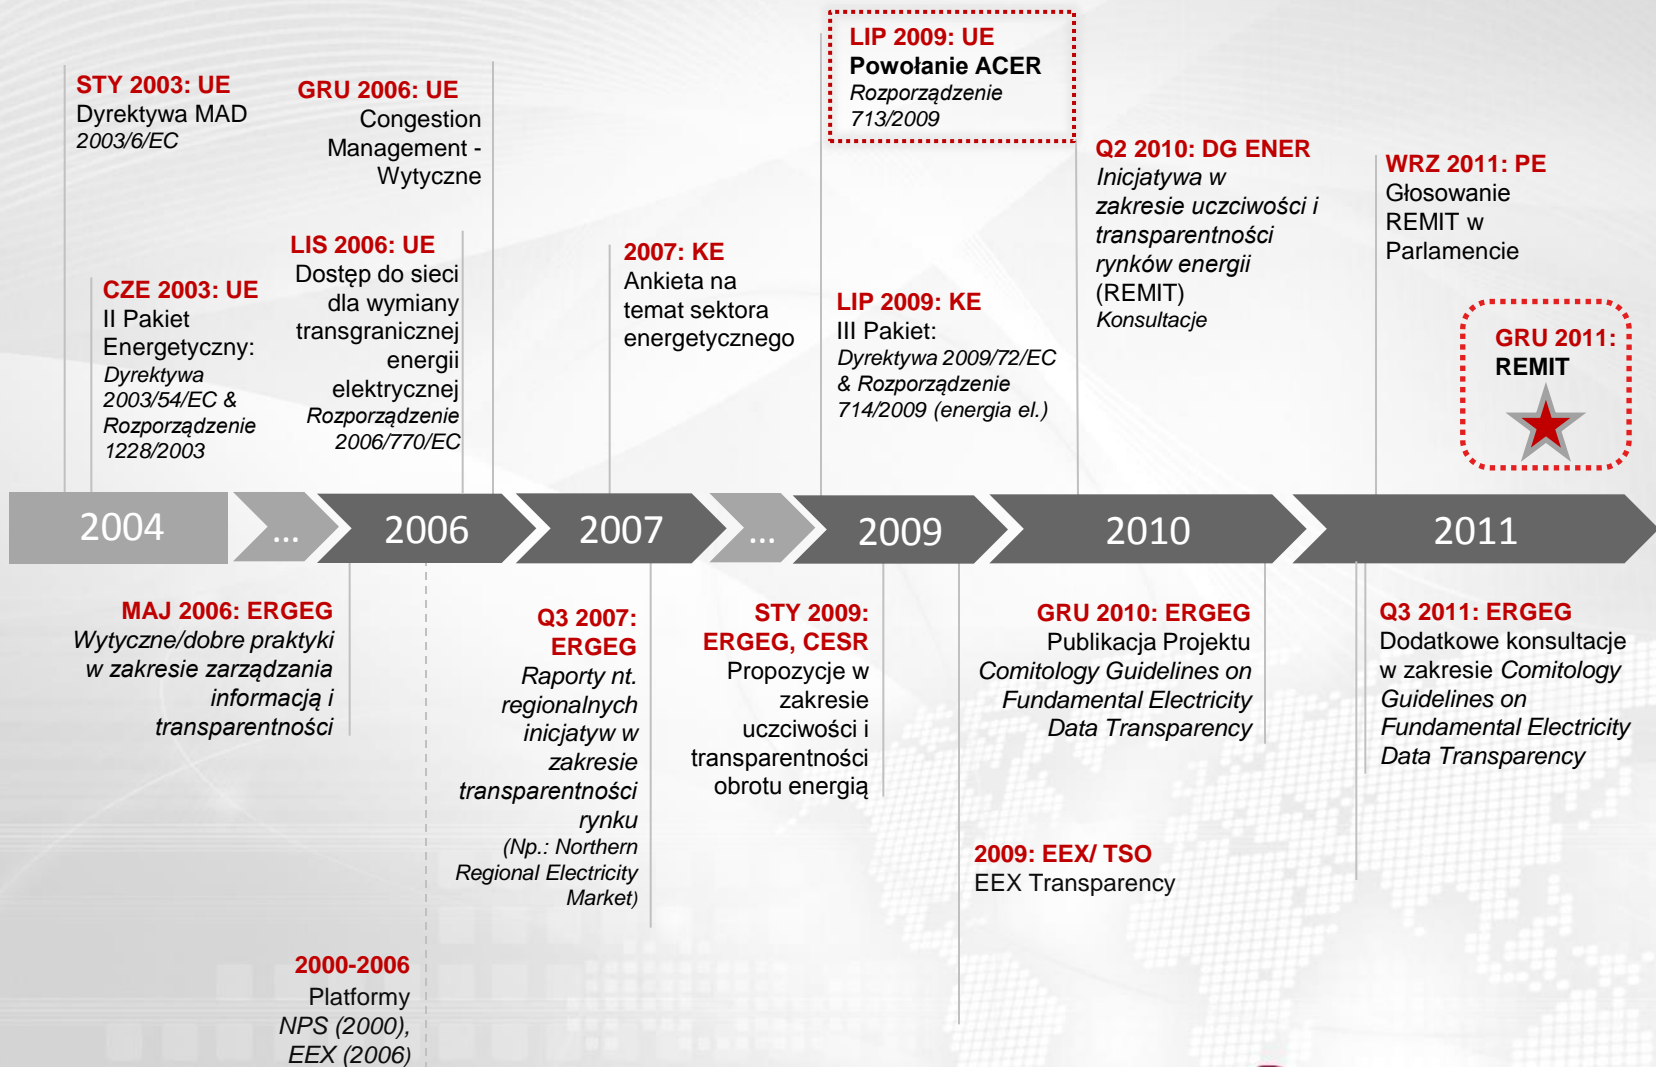 STY 2003: UE
Dyrektywa MAD
2003/6/EC
CZE 2003: UE
II Pakiet
Energetyczny:
Dyrektywa
2003/54/EC &
Rozporządzenie
1228/2003
GRU 2006: UE
Congestion
Management -
Wytyczne
LIS 2006: UE
Dostęp do sieci
dla wymiany
transgranicznej
energii
elektrycznej
Rozporządzenie
2006/770/EC
2007: KE
Ankieta na
temat sektora
energetycznego
LIP 2009: UE
Powołanie ACER
Rozporządzenie
713/2009
LIP 2009: KE
III Pakiet:
Dyrektywa 2009/72/EC
& Rozporządzenie
714/2009 (energia el.)
Q2 2010: DG ENER
Inicjatywa w
zakresie uczciwości i
transparentności
rynków energii
(REMIT)
Konsultacje
WRZ 2011: PE
Głosowanie
REMIT w
Parlamencie
GRU 2011:
REMIT
2004 ... 2006 2007 ... 2009 2010 2011
MAJ 2006: ERGEG
Wytyczne/dobre praktyki
w zakresie zarządzania
informacją i
transparentności
2000-2006
Platformy
NPS (2000),
EEX (2006)
Q3 2007:
ERGEG
Raporty nt.
regionalnych
inicjatyw w
zakresie
transparentności
rynku
(Np.: Northern
Regional Electricity
Market)
STY 2009:
ERGEG, CESR
Propozycje w
zakresie
uczciwości i
transparentności
obrotu energią
2009: EEX/ TSO
EEX Transparency
GRU 2010: ERGEG
Publikacja Projektu
Comitology Guidelines on
Fundamental Electricity
Data Transparency
Q3 2011: ERGEG
Dodatkowe konsultacje
w zakresie Comitology
Guidelines on
Fundamental Electricity
Data Transparency